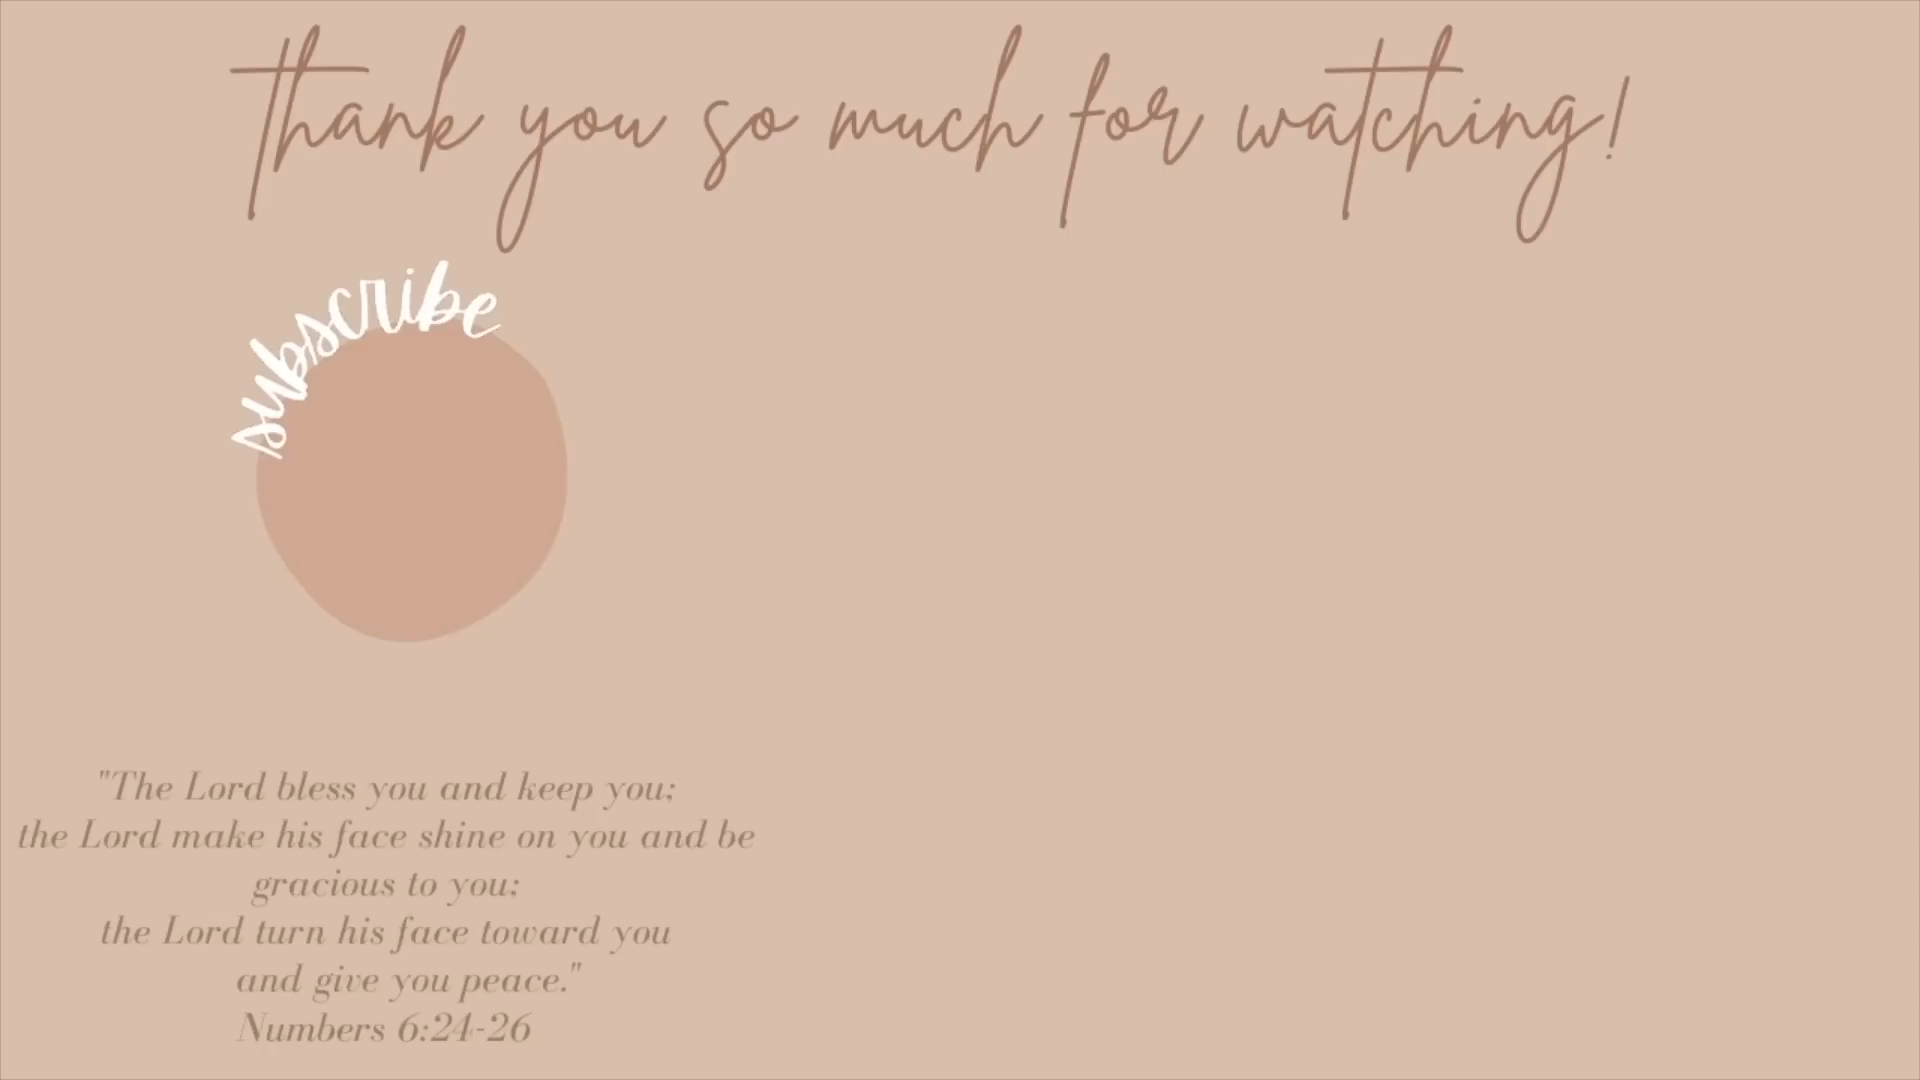 thank you so much for watching!
subscribe
"The Lord bless you and keep you;
the Lord make his face shine on you and be
gracious to you;
the Lord turn his face toward you
and give you peace."
Numbers 6:24-26